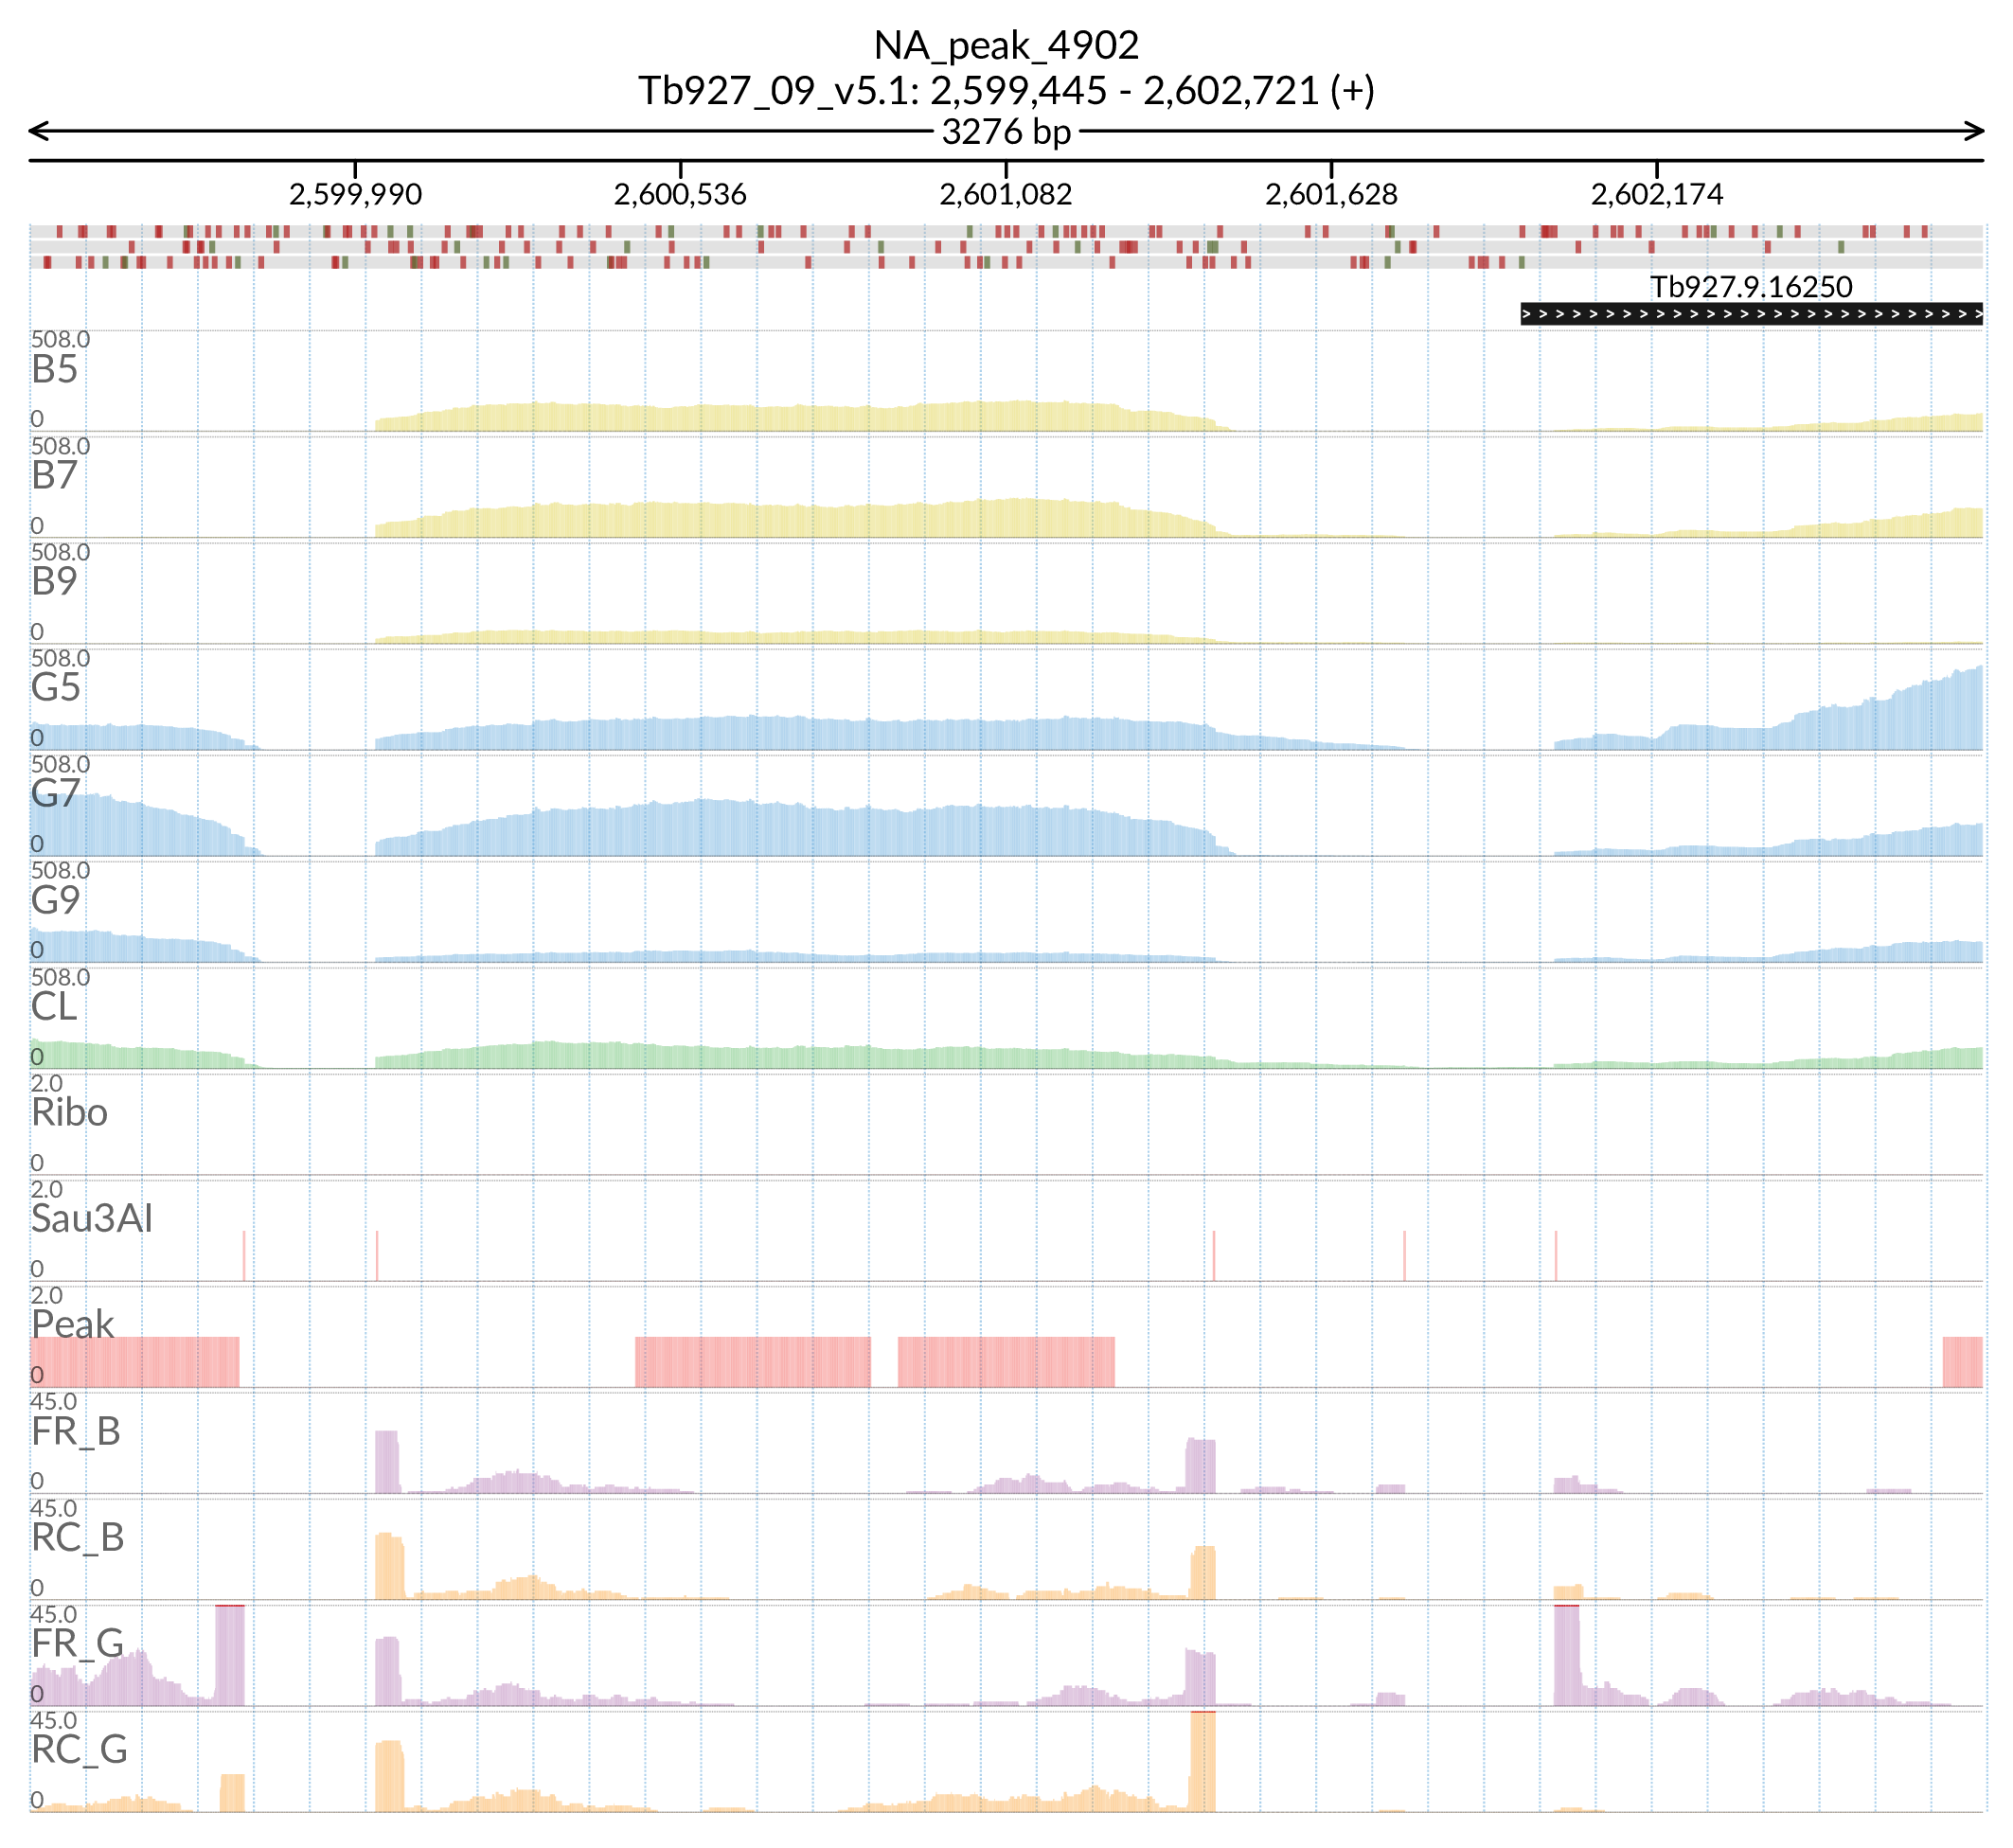 NA_peak_4902
Tb927_09_v5.1: 2,599,445 - 2,602,721 (+)
3276 bp
2,599,990 2,600,536 2,601,082 2,601,628 2,602,174
Tb927.9.16250
508.0
B5
0
508.0
B7
0
508.0
B9
0
508.0
G5
0
508.0
G7
0
508.0
G9
0
508.0
CL
0
2.0
Ribo
0
2.0
Sau3AI
0
2.0
Peak
0
45.0
FR_B
0
45.0
RC_B
0
45.0
FR_G
0
45.0
RC_G
0